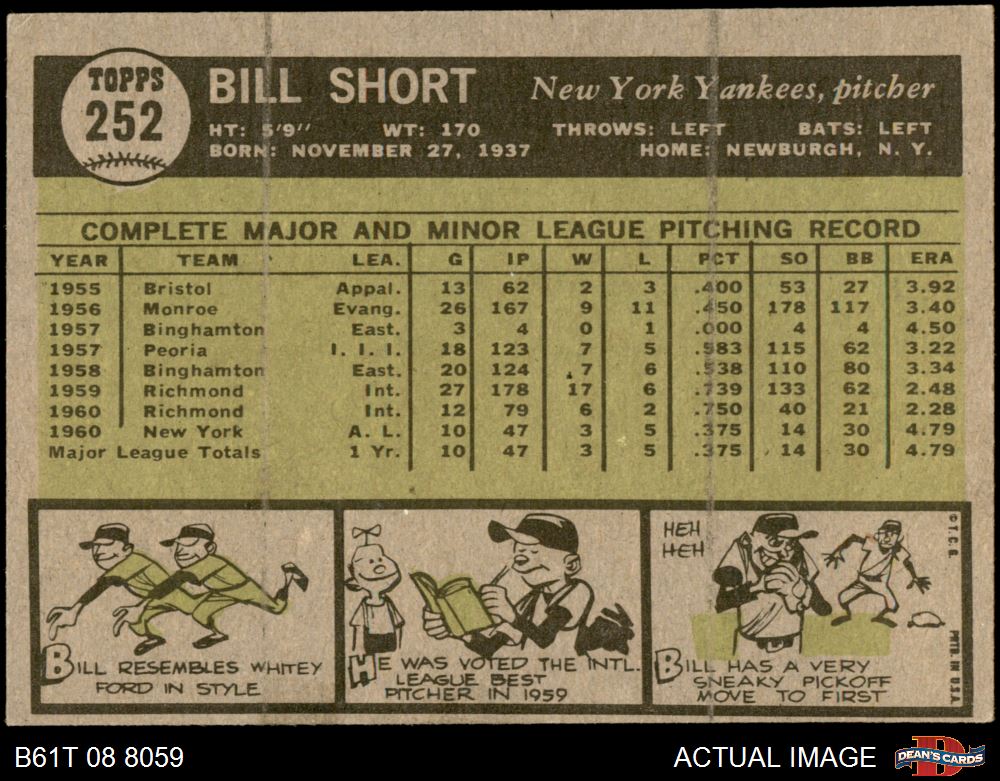 TOPPS
252
BILL SHORT
New York Yankees, pitcher
HT: 5'9" WT: 170 THROWS: LEFT BATS: LEFT
BORN: NOVEMBER 27, 1937 HOME: NEWBURGH, N. Y.
COMPLETE MAJOR AND MINOR LEAGUE PITCHING RECORD
YEAR TEAM LEA. G IP W L PCT SO BB ERA
1955 Bristol Appal. 13 62 2 3 .400 53 27 3.92
1956 Monroe Evang. 26 167 9 11 .450 178 117 3.40
1957 Binghamton East. 3 4 0 1 .000 4 4 4.50
1957 Peoria I. I. I. 18 123 7 5 .583 115 62 3.22
1958 Binghamton East. 20 124 7 6 .538 110 80 3.34
1959 Richmond Int. 27 178 17 6 .739 133 62 2.48
1960 Richmond Int. 12 79 6 2 .750 40 21 2.28
1960 New York A. L. 10 47 3 5 .375 14 30 4.79
Major League Totals 1 Yr. 10 47 3 5 .375 14 30 4.79
BILL RESEMBLES WHITEY
FORD IN STYLE
HE WAS VOTED THE INTL.
LEAGUE BEST
PITCHER IN 1959
HEH
HEH
BILL HAS A VERY
SNEAKY PICKOFF
MOVE TO FIRST
© T. C. G.
PRTD. IN U.S.A.
B61T 08 8059
ACTUAL IMAGE
D
DEAN'S CARDS